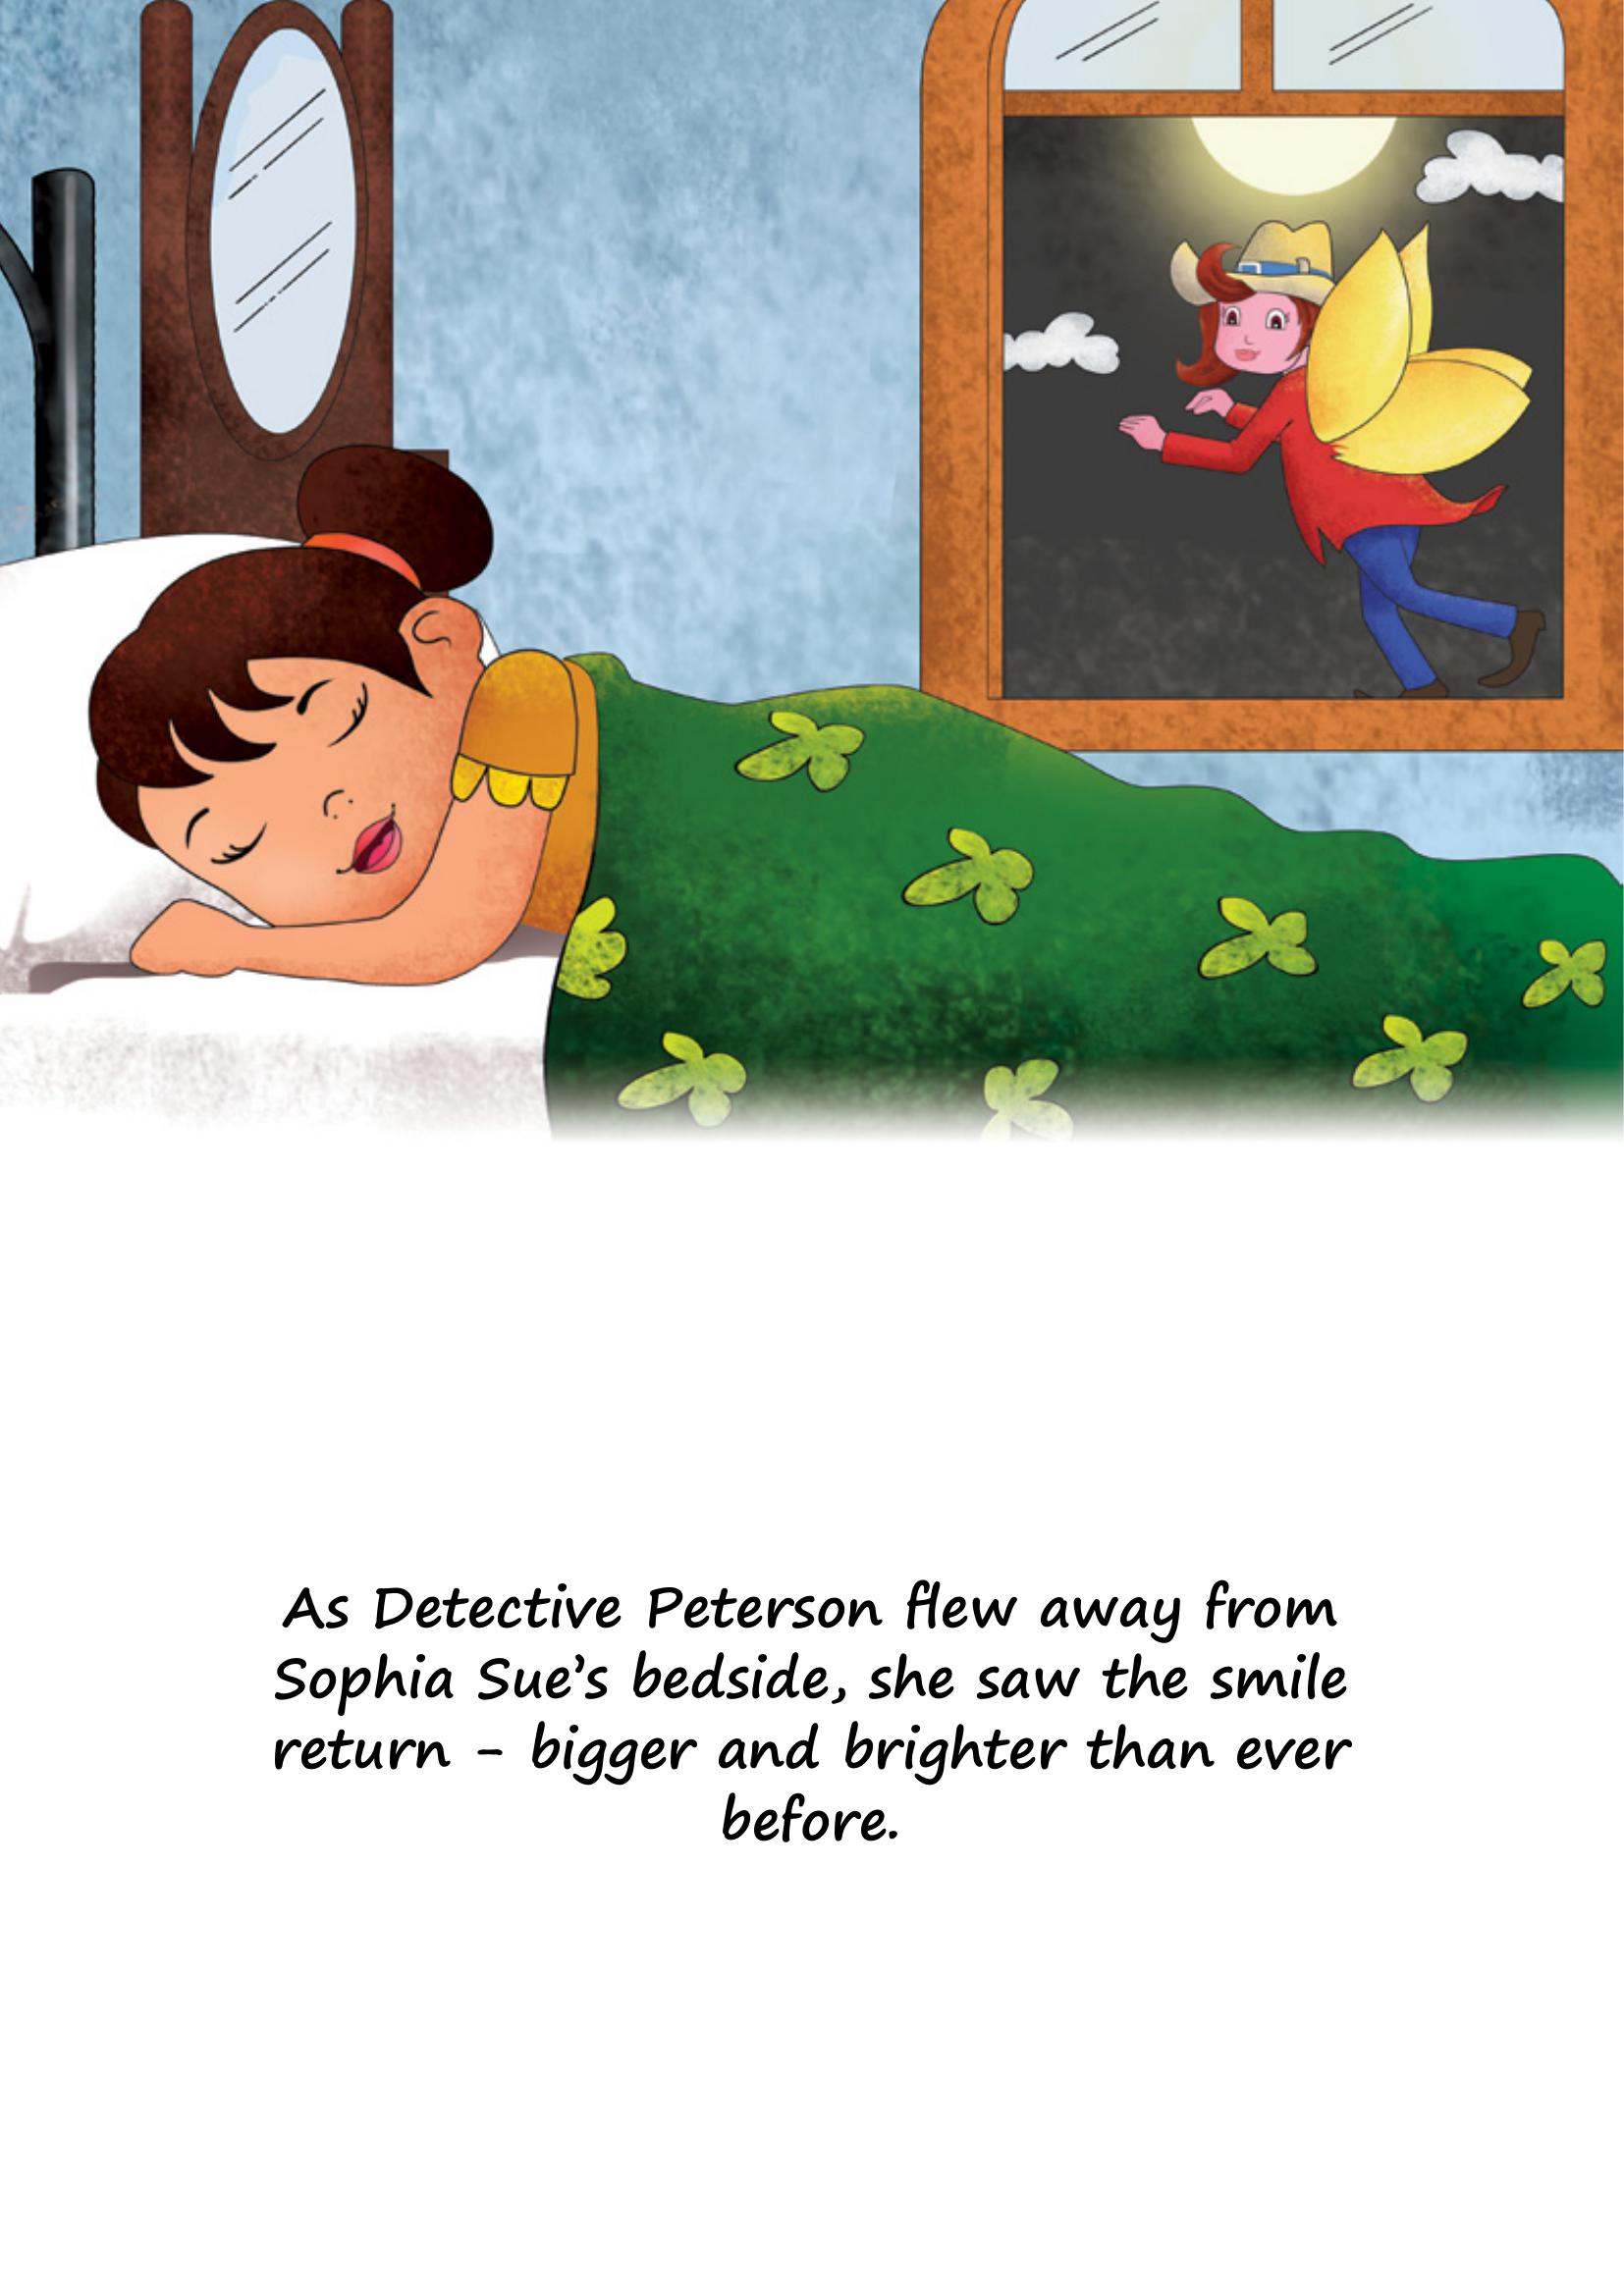 As Detective Peterson flew away from
Sophia Sue’s bedside, she saw the smile
return – bigger and brighter than ever
before.